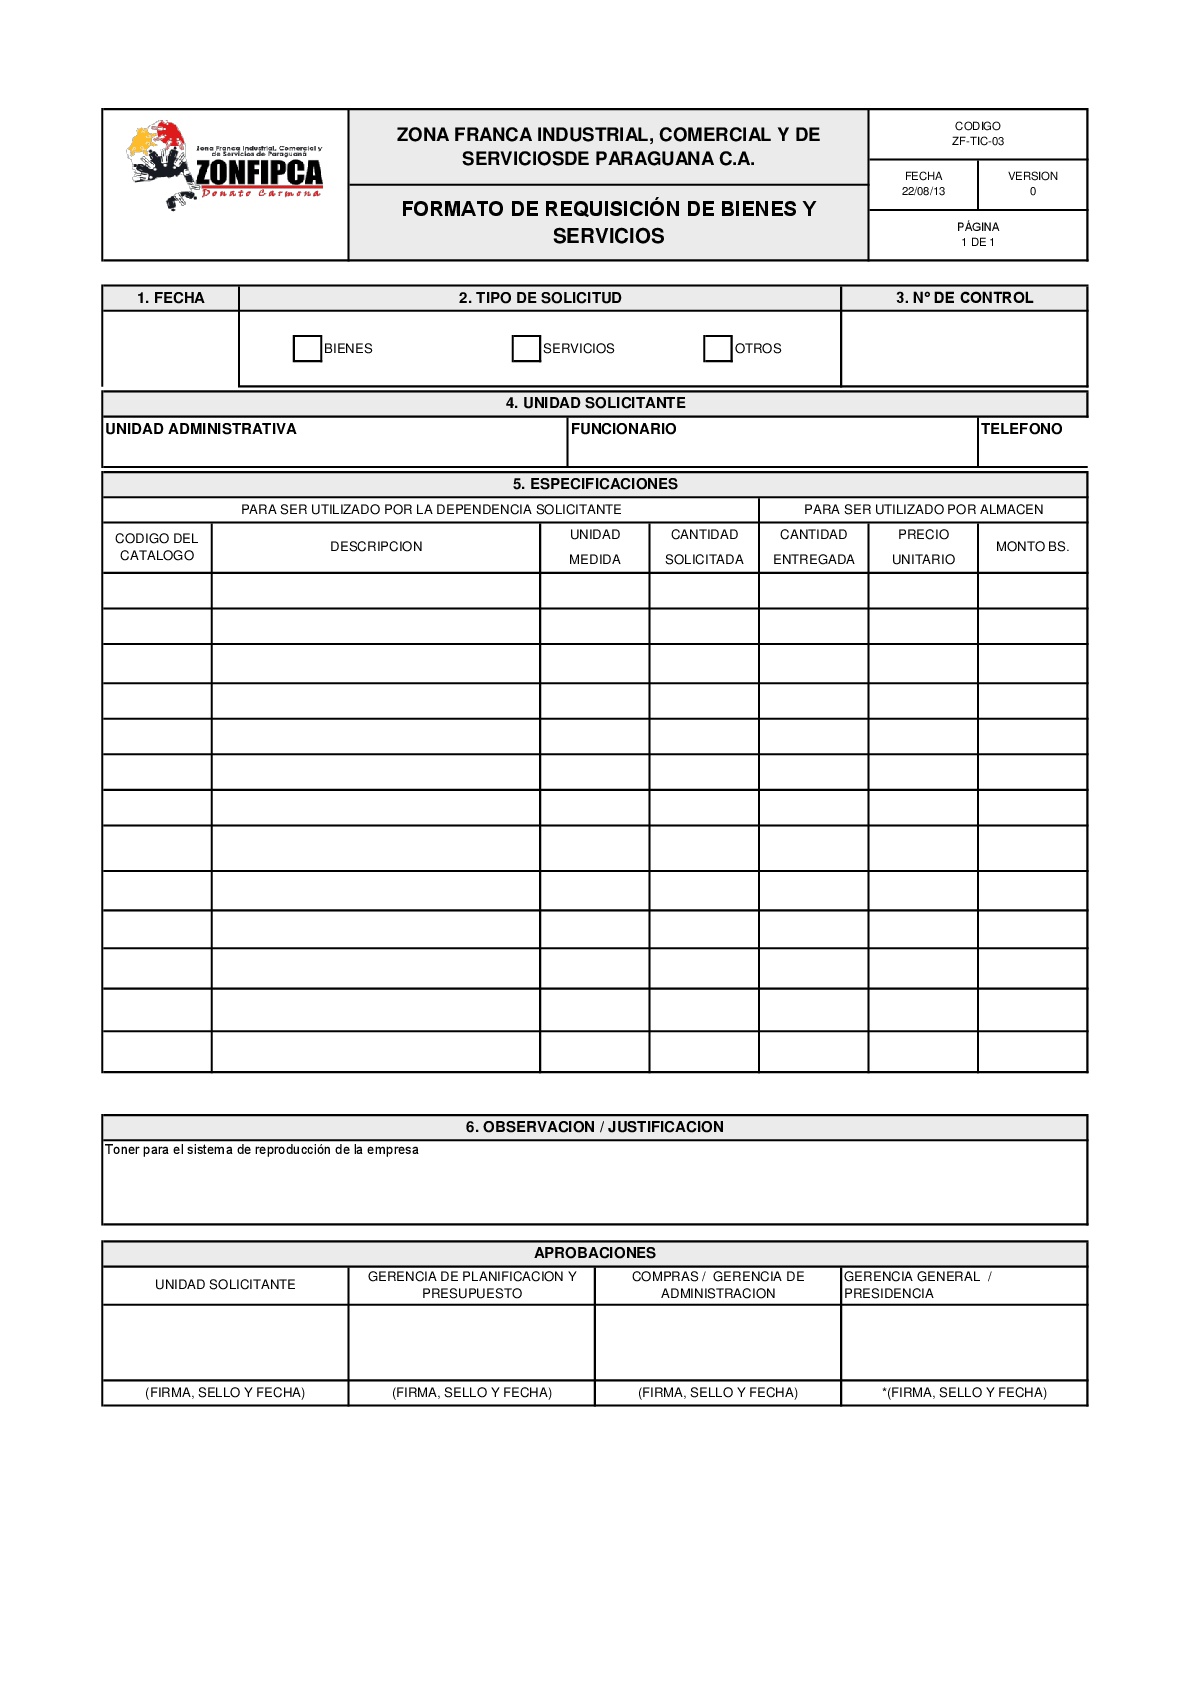 Zona Franca Industrial, Comercial y
de Servicios de Paraguaná
ZONFIPCA
Donato Carmona
ZONA FRANCA INDUSTRIAL, COMERCIAL Y DE
SERVICIOSDE PARAGUANA C.A.
FORMATO DE REQUISICIÓN DE BIENES Y
SERVICIOS
CODIGO
ZF-TIC-03
FECHA
22/08/13
VERSION
0
PÁGINA
1 DE 1
1. FECHA
2. TIPO DE SOLICITUD
3. Nº DE CONTROL
BIENES
SERVICIOS
OTROS
4. UNIDAD SOLICITANTE
UNIDAD ADMINISTRATIVA
FUNCIONARIO
TELEFONO
5. ESPECIFICACIONES
PARA SER UTILIZADO POR LA DEPENDENCIA SOLICITANTE
PARA SER UTILIZADO POR ALMACEN
CODIGO DEL
CATALOGO
DESCRIPCION
UNIDAD
MEDIDA
CANTIDAD
SOLICITADA
CANTIDAD
ENTREGADA
PRECIO
UNITARIO
MONTO BS.
6. OBSERVACION / JUSTIFICACION
Toner para el sistema de reproducción de la empresa
APROBACIONES
UNIDAD SOLICITANTE
GERENCIA DE PLANIFICACION Y
PRESUPUESTO
COMPRAS / GERENCIA DE
ADMINISTRACION
GERENCIA GENERAL /
PRESIDENCIA
(FIRMA, SELLO Y FECHA)
(FIRMA, SELLO Y FECHA)
(FIRMA, SELLO Y FECHA)
*(FIRMA, SELLO Y FECHA)